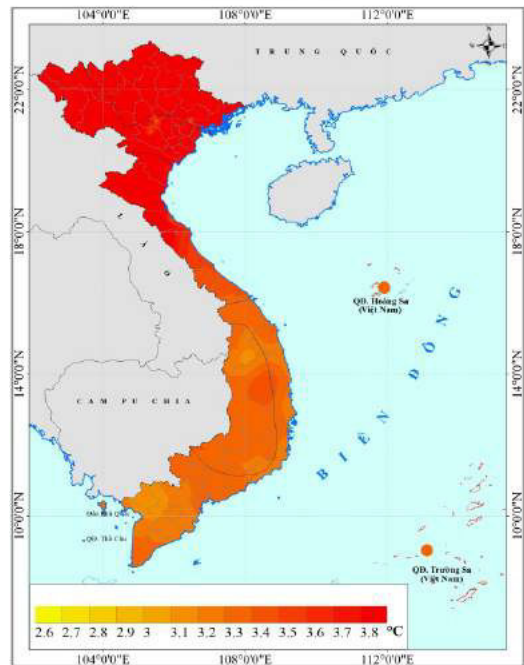 104°0'0"E 108°0'0"E 112°0'0"E
N
TRUNG QUỐC
22°0'0"N 22°0'0"N
18°0'0"N 18°0'0"N
LÀO
QĐ. Hoàng Sa
(Việt Nam)
BIỂN ĐÔNG
14°0'0"N 14°0'0"N
CAM PU CHIA
Đảo Phú Quốc
10°0'0"N 10°0'0"N
QĐ. Thổ Chu
QĐ. Trường Sa
(Việt Nam)
2.6 2.7 2.8 2.9 3 3.1 3.2 3.3 3.4 3.5 3.6 3.7 3.8 °C
104°0'0"E 108°0'0"E 112°0'0"E